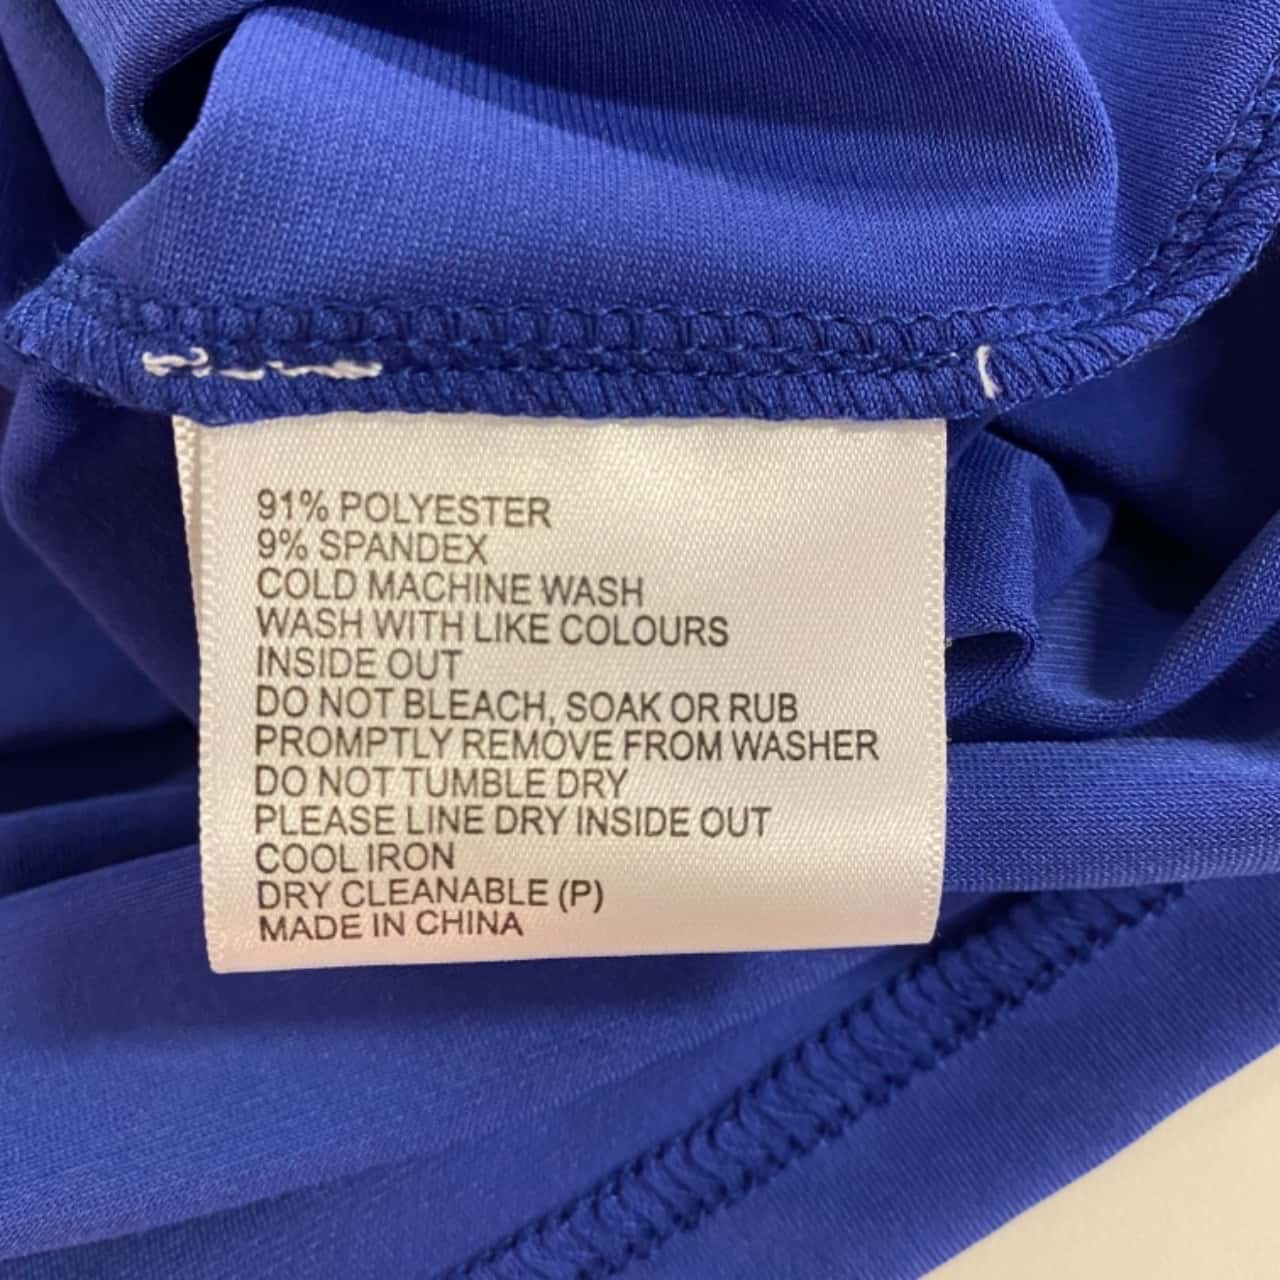 91% POLYESTER
9% SPANDEX
COLD MACHINE WASH
WASH WITH LIKE COLOURS
INSIDE OUT
DO NOT BLEACH, SOAK OR RUB
PROMPTLY REMOVE FROM WASHER
DO NOT TUMBLE DRY
PLEASE LINE DRY INSIDE OUT
COOL IRON
DRY CLEANABLE (P)
MADE IN CHINA